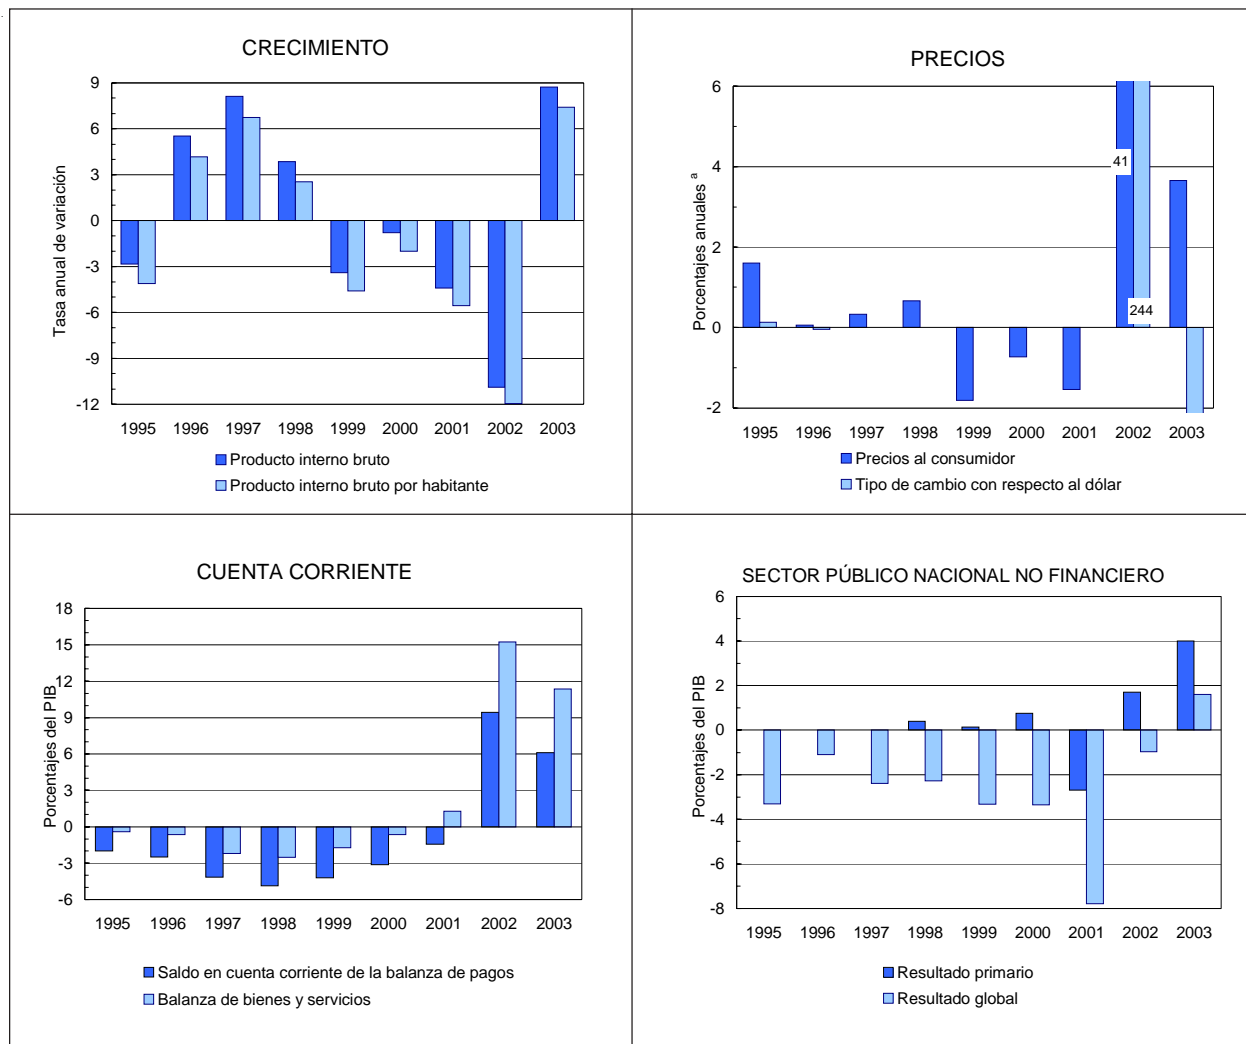 CRECIMIENTO
Tasa anual de variación
9
6
3
0
-3
-6
-9
-12
1995 1996 1997 1998 1999 2000 2001 2002 2003
Producto interno bruto
Producto interno bruto por habitante
PRECIOS
Porcentajes anuales a
6
4
2
0
-2
41
244
1995 1996 1997 1998 1999 2000 2001 2002 2003
Precios al consumidor
Tipo de cambio con respecto al dólar
CUENTA CORRIENTE
Porcentajes del PIB
18
15
12
9
6
3
0
-3
-6
1995 1996 1997 1998 1999 2000 2001 2002 2003
Saldo en cuenta corriente de la balanza de pagos
Balanza de bienes y servicios
SECTOR PÚBLICO NACIONAL NO FINANCIERO
Porcentajes del PIB
6
4
2
0
-2
-4
-6
-8
1995 1996 1997 1998 1999 2000 2001 2002 2003
Resultado primario
Resultado global